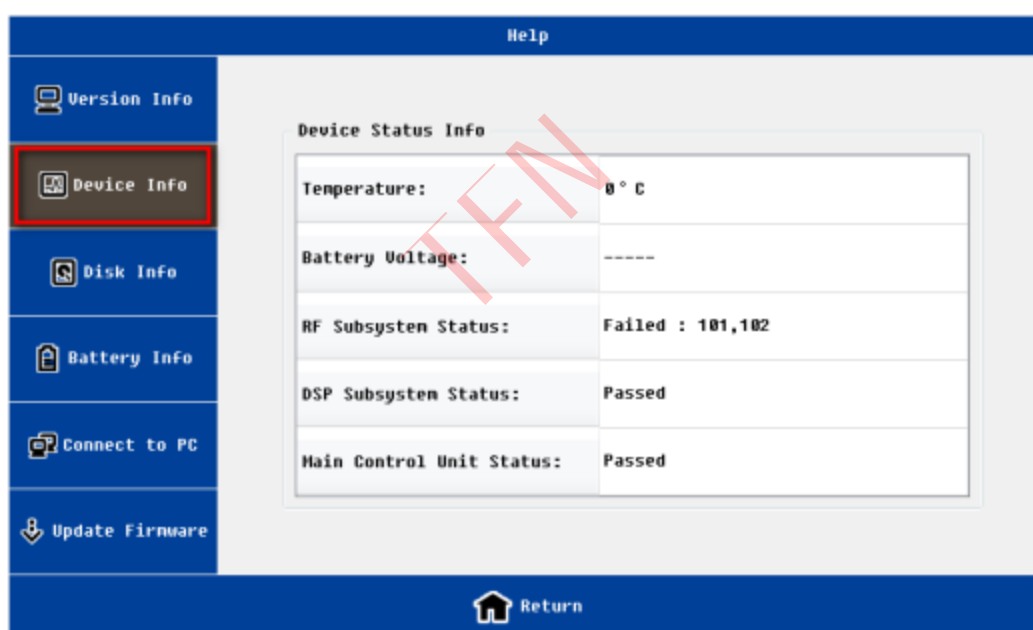 Help
Version Info
Device Info
Disk Info
Battery Info
Connect to PC
Update Firmware
Device Status Info
Temperature: 0° C
Battery Voltage: -----
RF Subsystem Status: Failed : 101,102
DSP Subsystem Status: Passed
Main Control Unit Status: Passed
TFN
Return